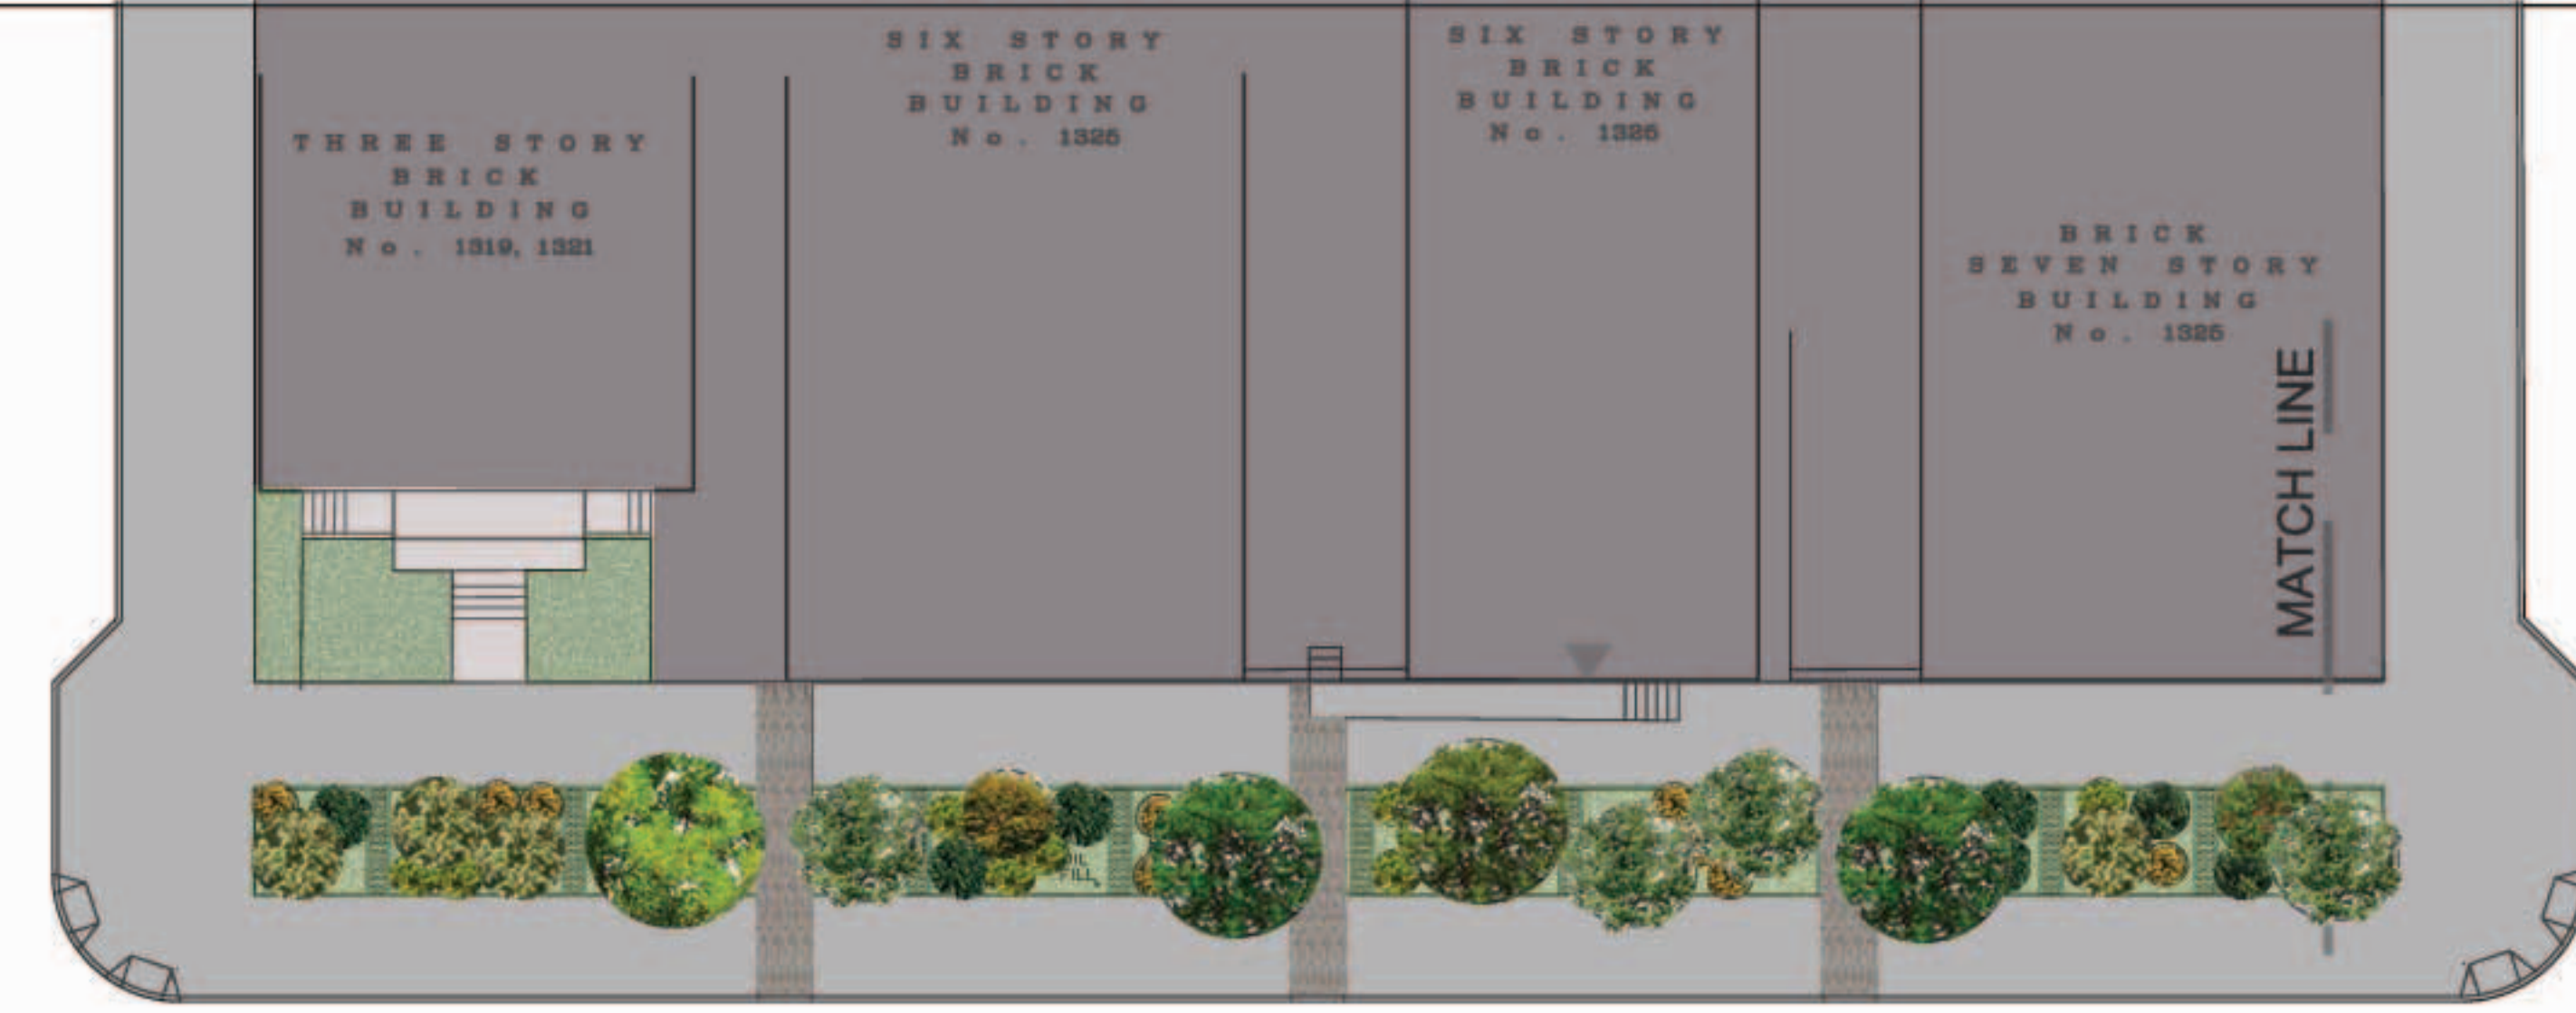 THREE STORY
BRICK
BUILDING
No. 1319, 1321
SIX STORY
BRICK
BUILDING
No. 1325
SIX STORY
BRICK
BUILDING
No. 1325
BRICK
SEVEN STORY
BUILDING
No. 1325
MATCH LINE
FILL